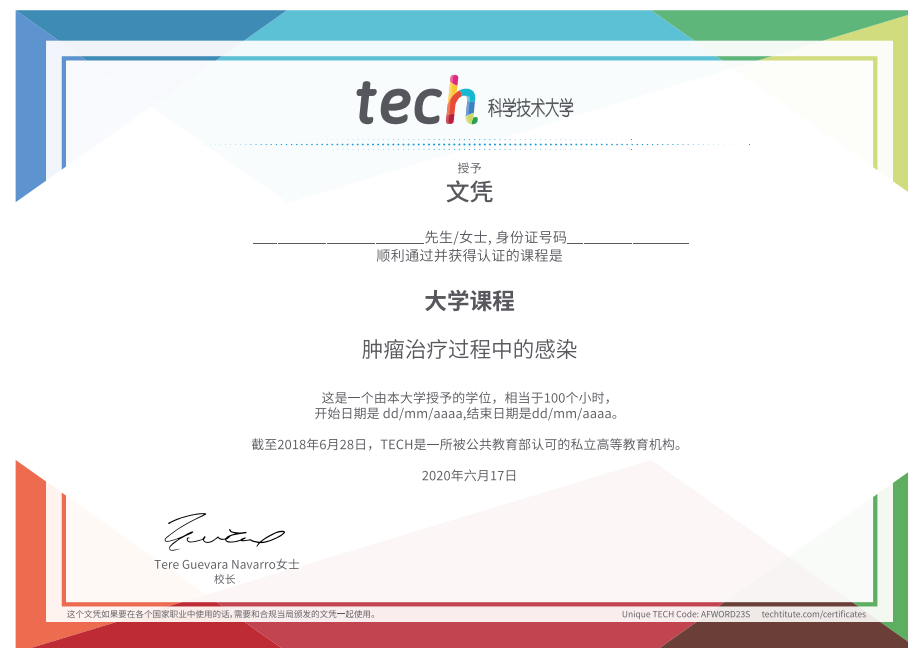 tech 科学技术大学
授予
文凭
______________________先生/女士, 身份证号码_______________
顺利通过并获得认证的课程是
大学课程
肿瘤治疗过程中的感染
这是一个由本大学授予的学位，相当于100个小时，
开始日期是 dd/mm/aaaa,结束日期是dd/mm/aaaa。
截至2018年6月28日，TECH是一所被公共教育部认可的私立高等教育机构。
2020年六月17日
Tere Guevara Navarro女士
校长
这个文凭如果要在各个国家职业中使用的话,需要和合规当局颁发的文凭一起使用。
Unique TECH Code: AFWORD23S techtitute.com/certificates